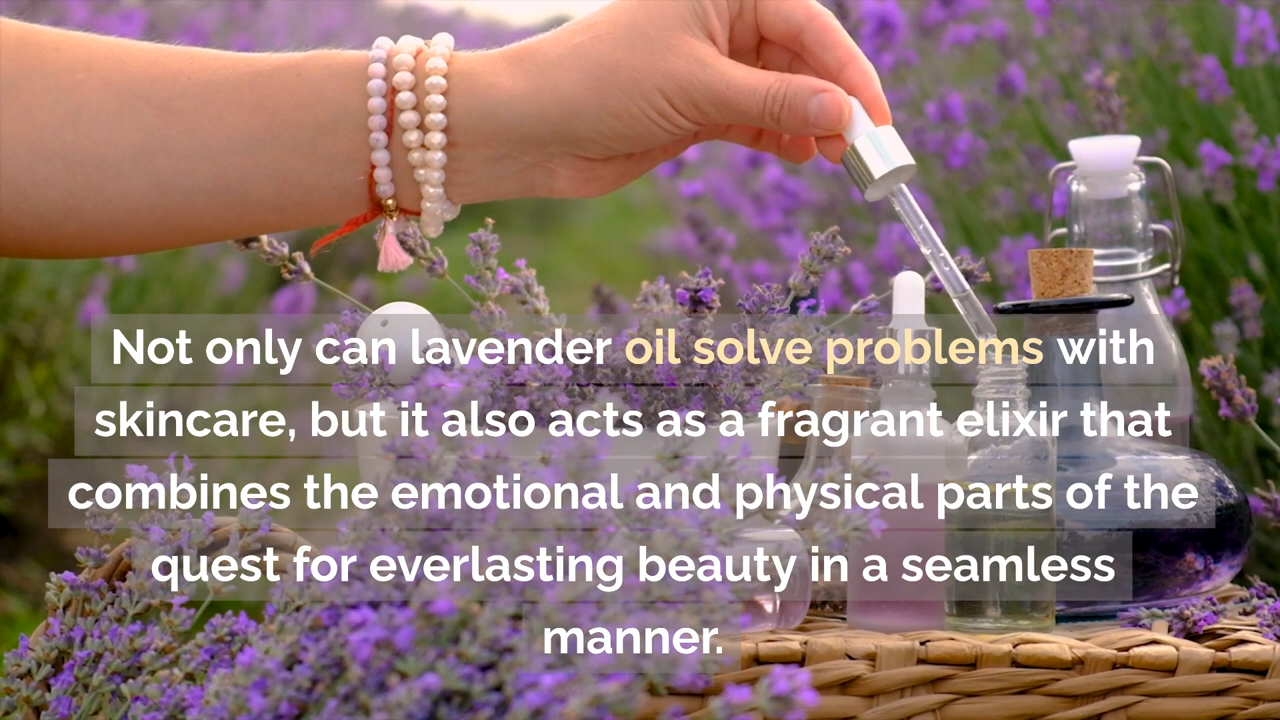 Not only can lavender oil solve problems with
skincare, but it also acts as a fragrant elixir that
combines the emotional and physical parts of the
quest for everlasting beauty in a seamless
manner.